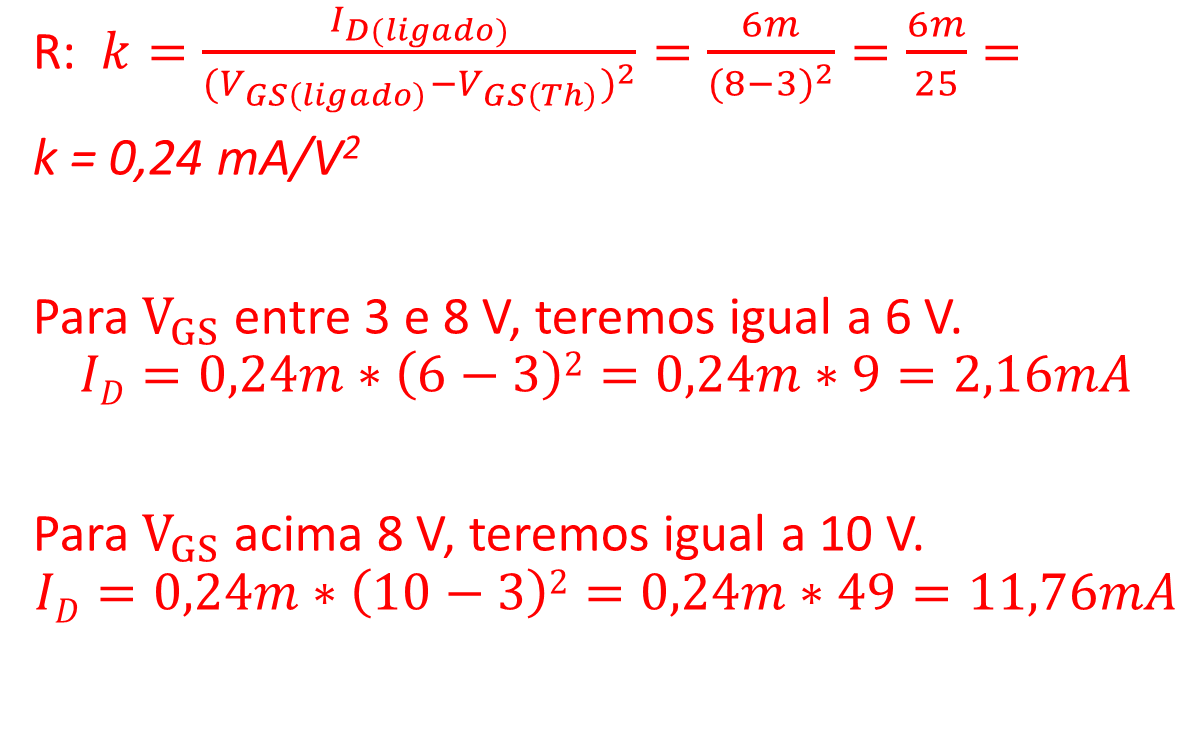 R: k = I_D(ligado) / (V_GS(ligado) − V_GS(Th))² = 6m / (8−3)² = 6m / 25 =
k = 0,24 mA/V²
Para V_GS entre 3 e 8 V, teremos igual a 6 V.
I_D = 0,24m ∗ (6 − 3)² = 0,24m ∗ 9 = 2,16mA
Para V_GS acima 8 V, teremos igual a 10 V.
I_D = 0,24m ∗ (10 − 3)² = 0,24m ∗ 49 = 11,76mA